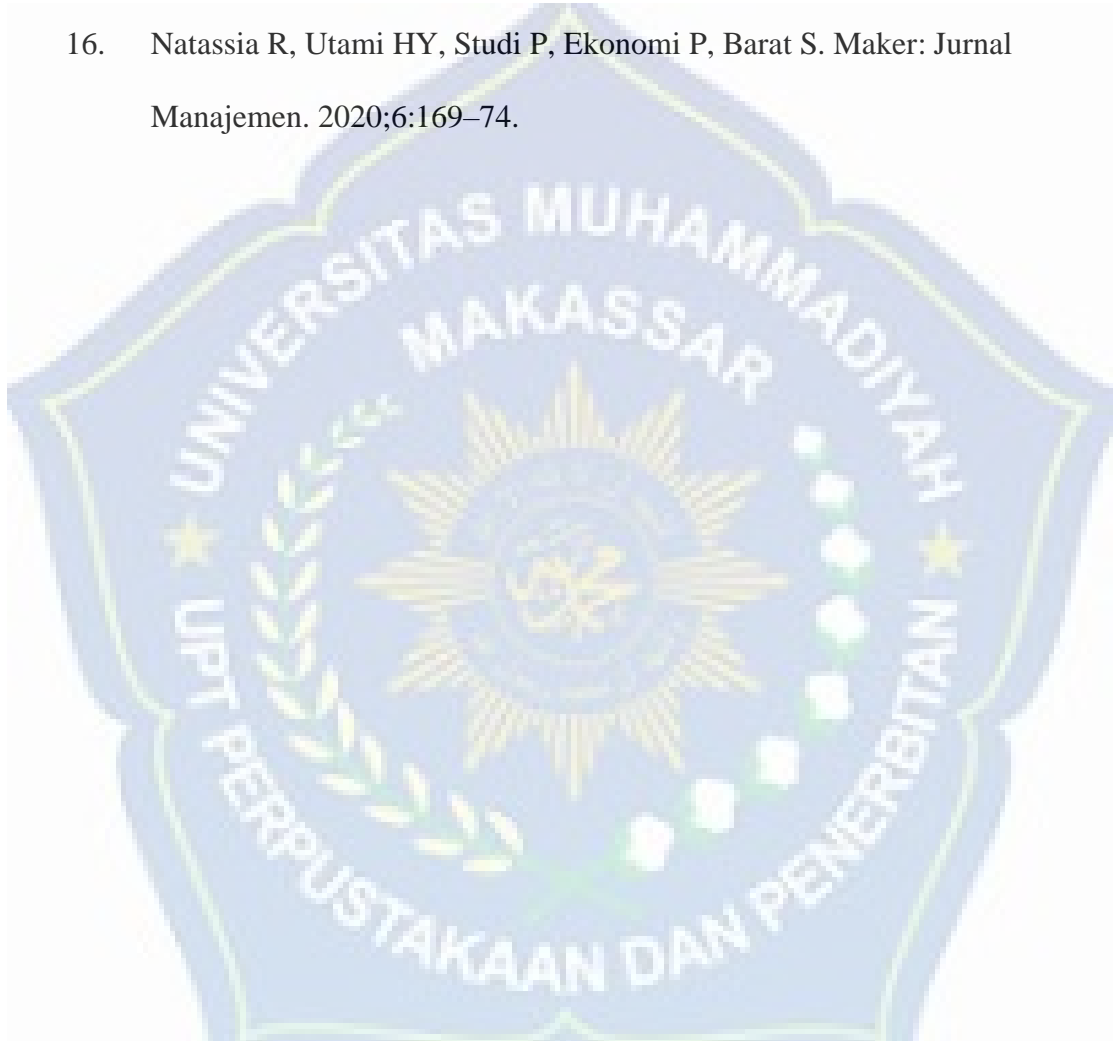 16. Natassia R, Utami HY, Studi P, Ekonomi P, Barat S. Maker: Jurnal
Manajemen. 2020;6:169–74.
UNIVERSITAS MUHAMMADIYAH
MAKASSAR
UPT PERPUSTAKAAN DAN PENERBITAN